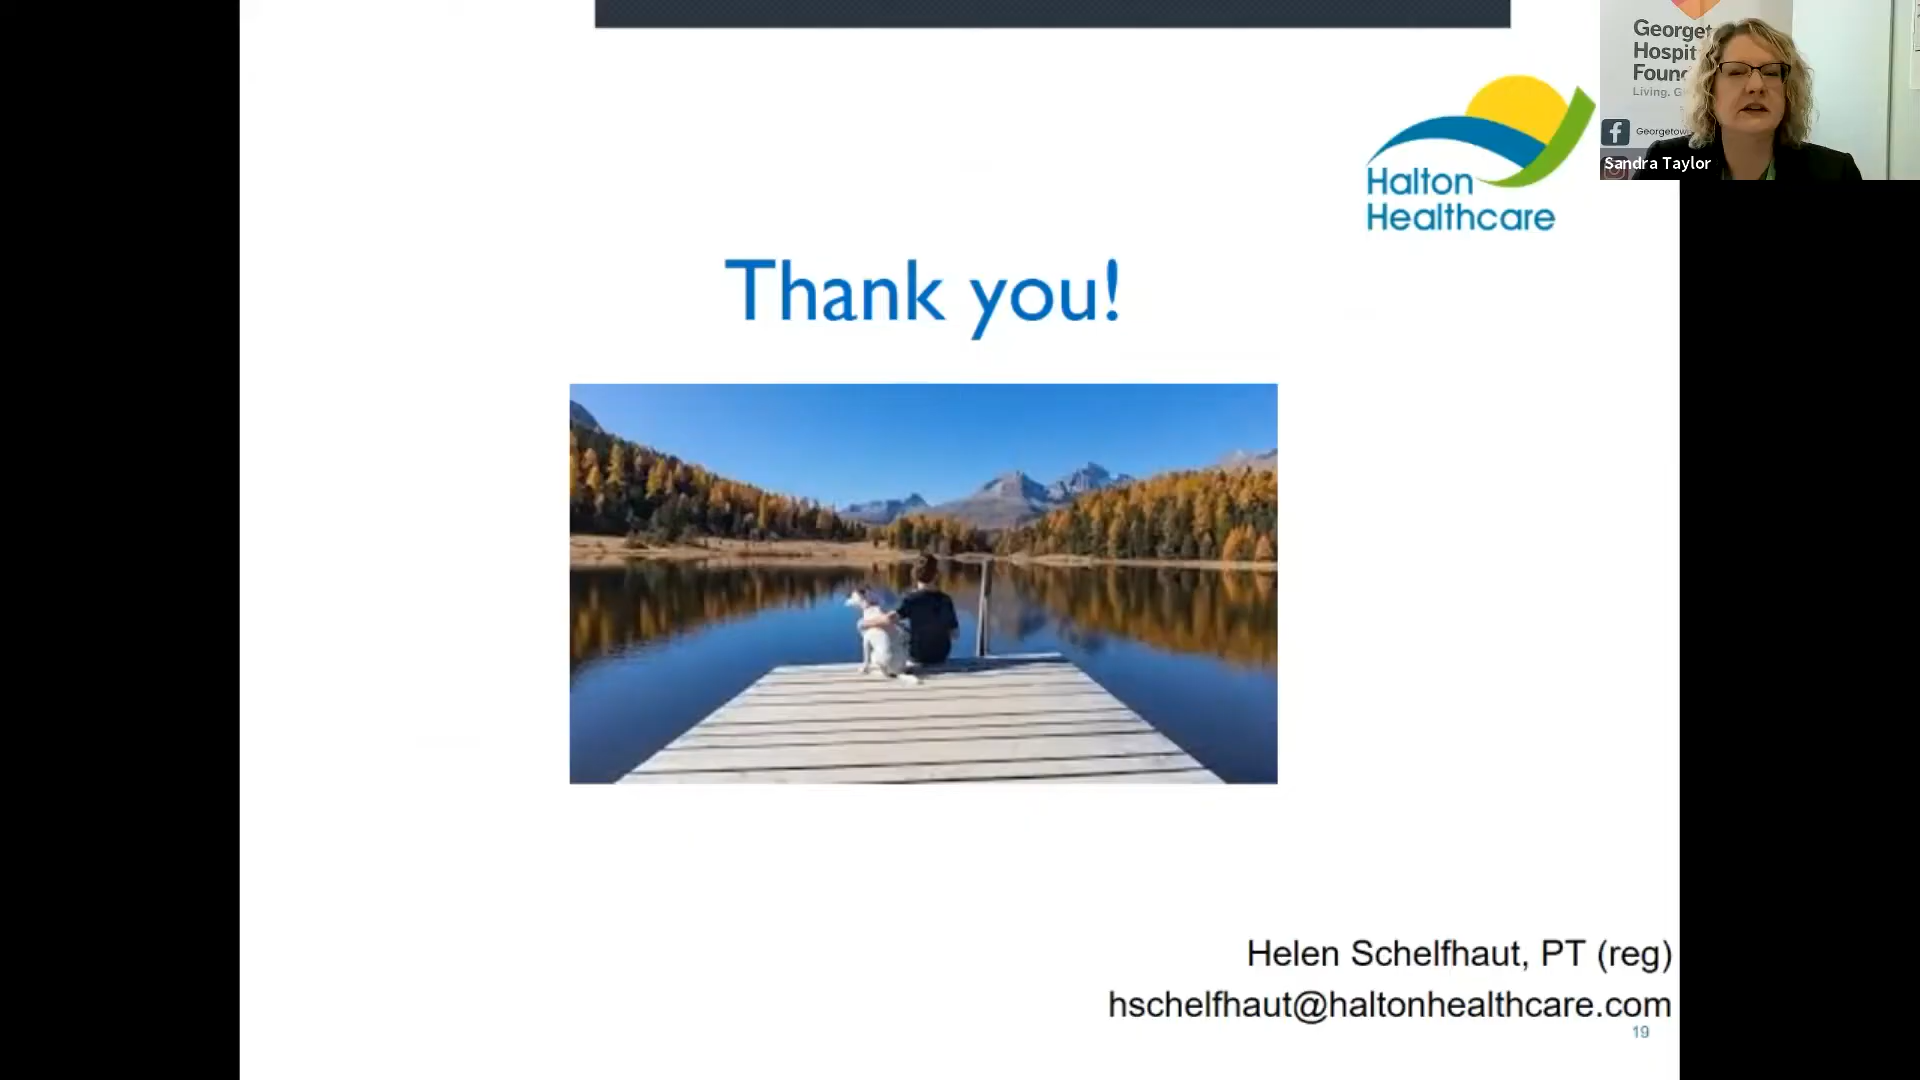 Halton
Healthcare
Thank you!
Helen Schelfhaut, PT (reg)
hschelfhaut@haltonhealthcare.com
19
Georget
Hospit
Found
Living. G
Georgetow
Sandra Taylor